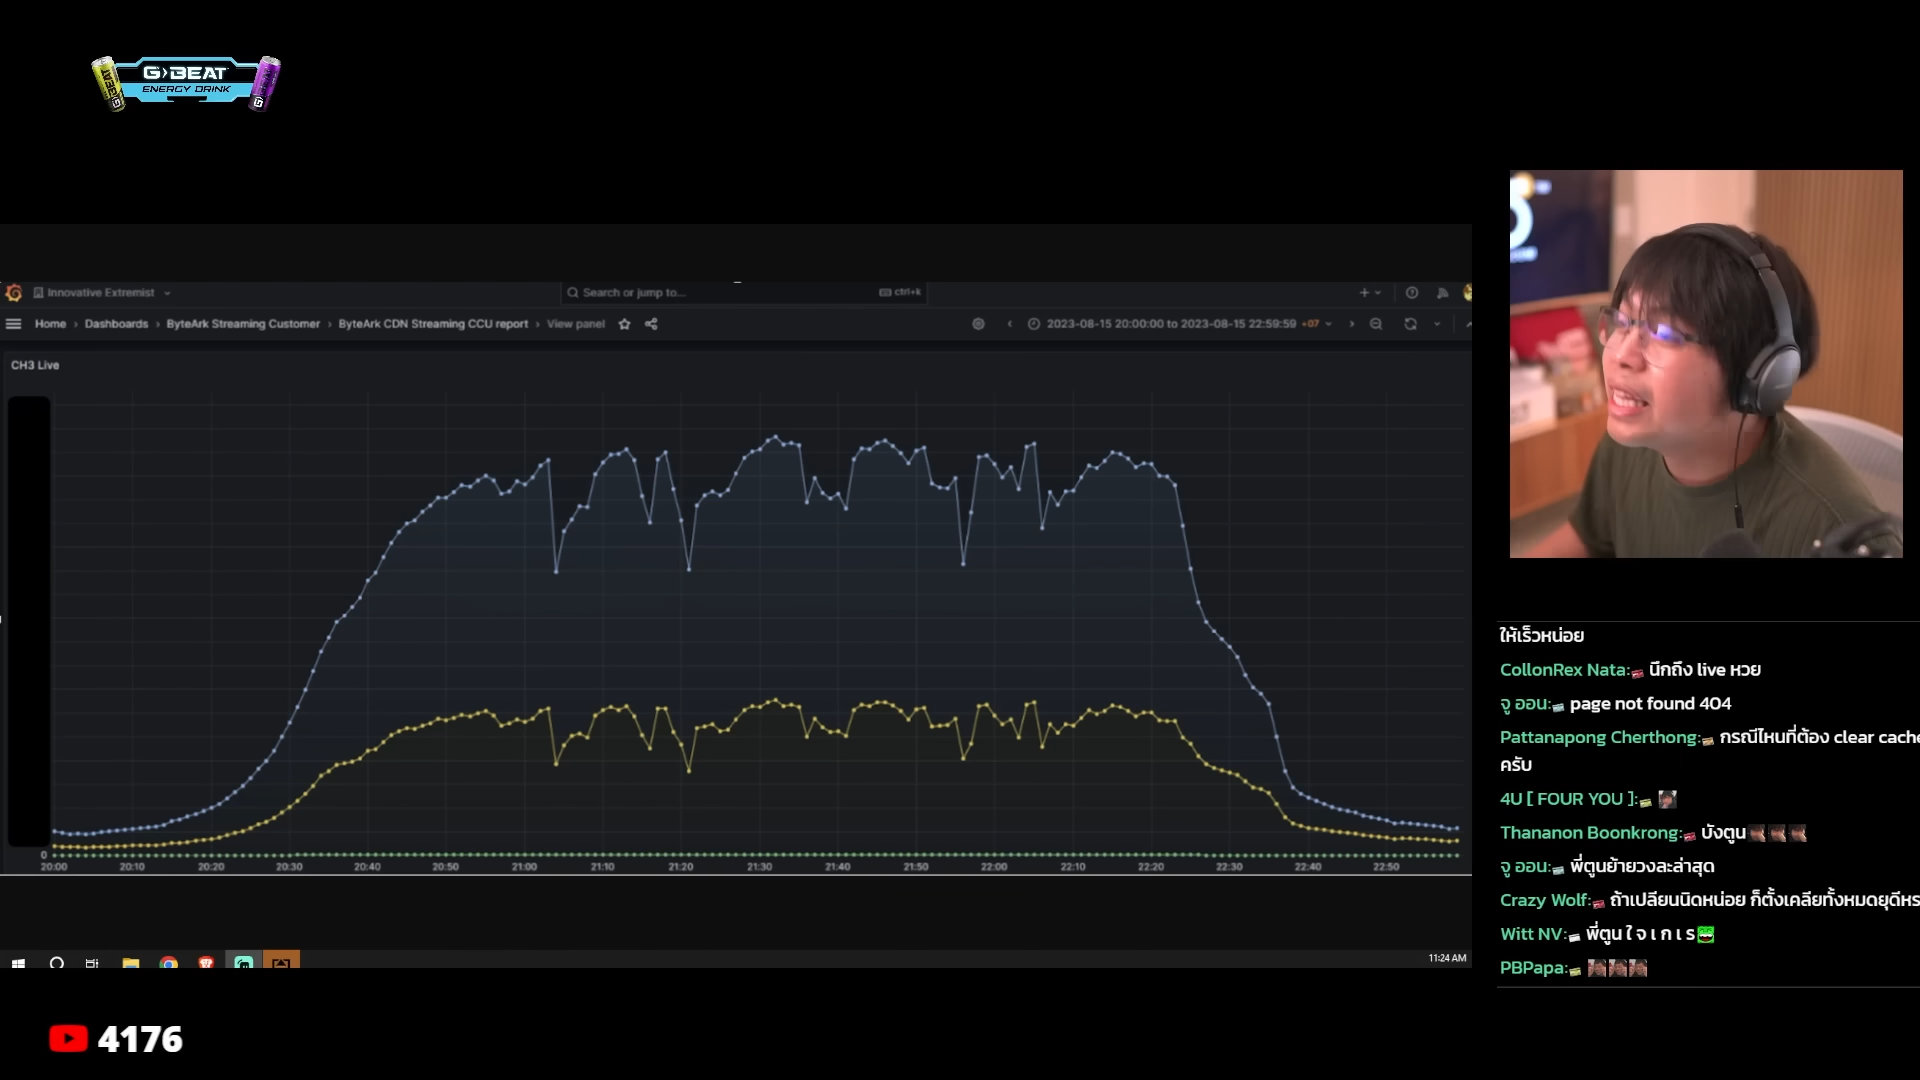 G>BEAT
ENERGY DRINK
Innovative Extremist
Search or jump to...
ctrl+k
Home › Dashboards › ByteArk Streaming Customer › ByteArk CDN Streaming CCU report › View panel
2023-08-15 20:00:00 to 2023-08-15 22:59:59 +07
CH3 Live
0
20:00 20:10 20:20 20:30 20:40 20:50 21:00 21:10 21:20 21:30 21:40 21:50 22:00 22:10 22:20 22:30 22:40 22:50
11:24 AM
4176
ให้เร็วหน่อย
CollonRex Nata: นึกถึง live หวย
จู ออน: page not found 404
Pattanapong Cherthong: กรณีไหนที่ต้อง clear cache
ครับ
4U [ FOUR YOU ]:
Thananon Boonkrong: บังตูน
จู ออน: พี่ตูนย้ายวงละล่าสุด
Crazy Wolf: ถ้าเปลียนนิดหน่อย ก็ตั้งเคลียทั้งหมดยุดีหร
Witt NV: พี่ตูน ใ จ เ ก เ ร
PBPapa: